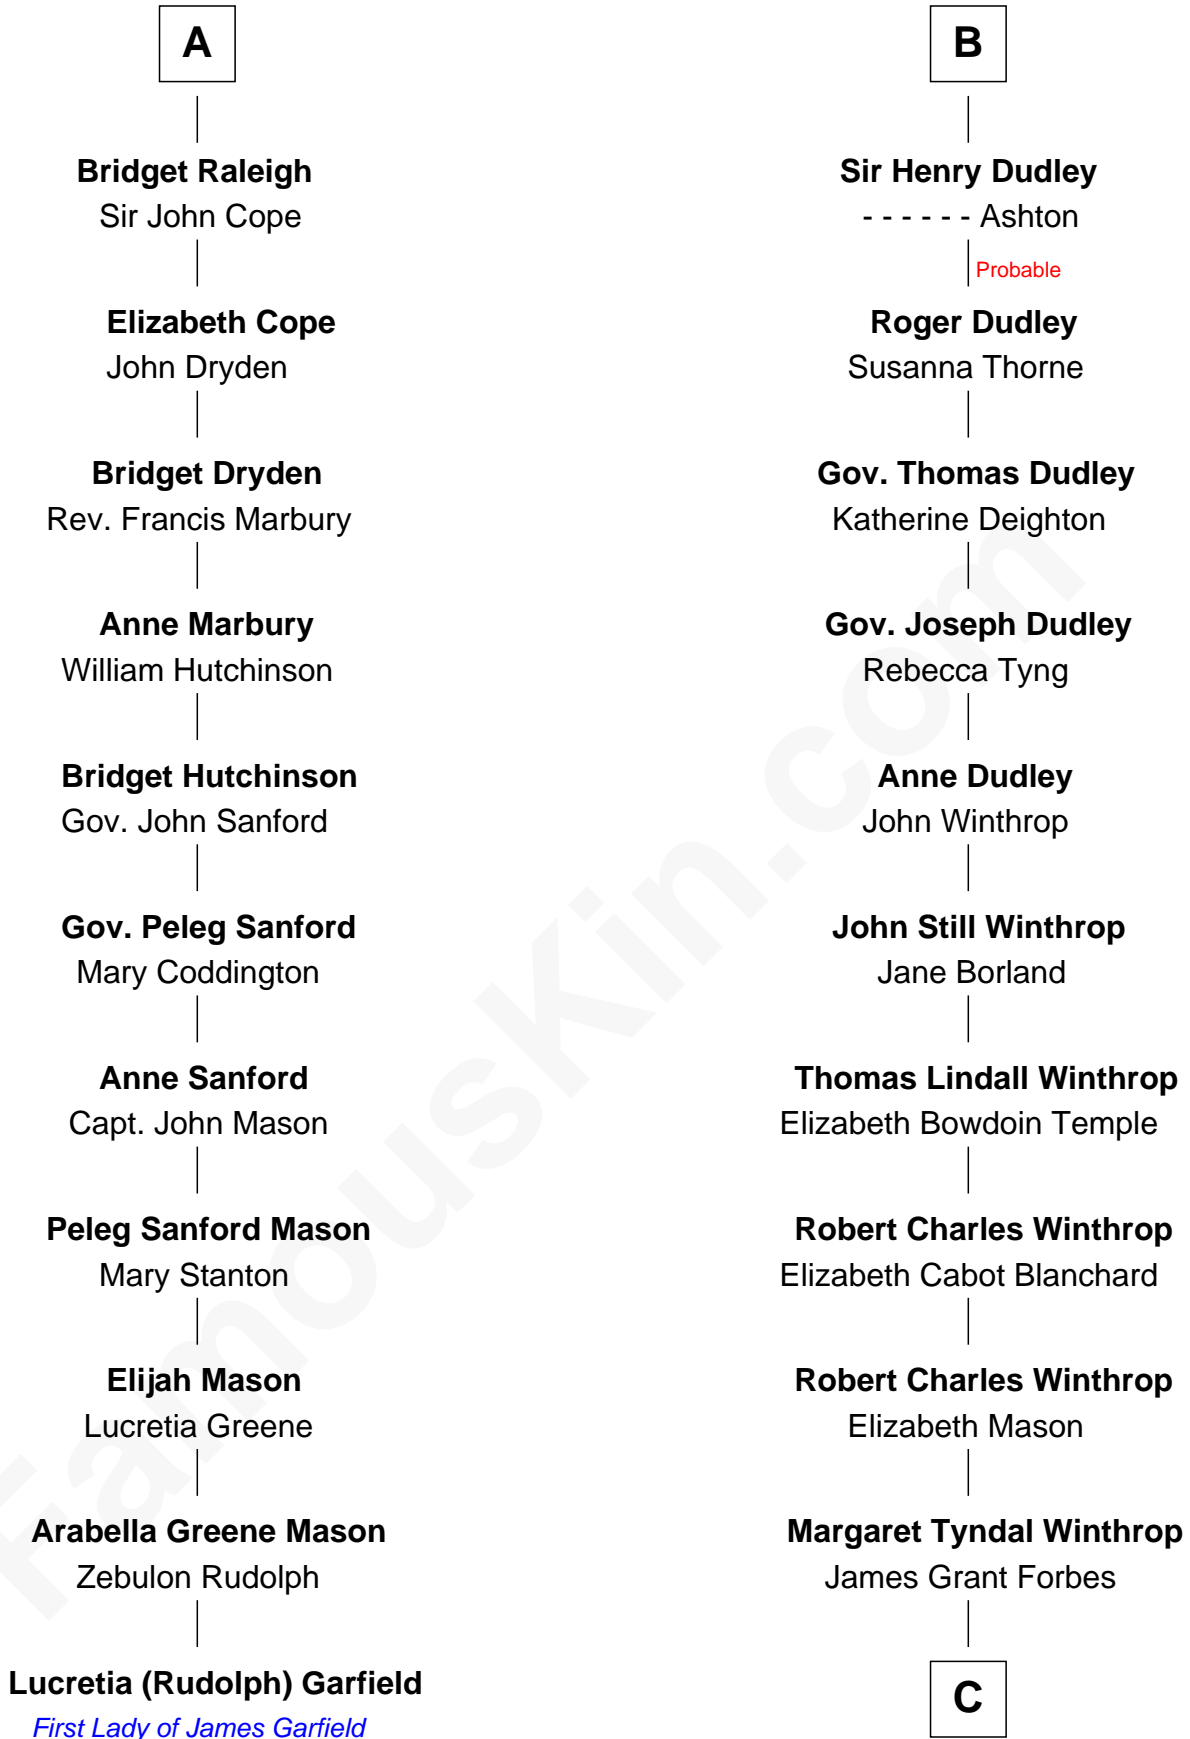 A
Bridget Raleigh
Sir John Cope
Elizabeth Cope
John Dryden
Bridget Dryden
Rev. Francis Marbury
Anne Marbury
William Hutchinson
Bridget Hutchinson
Gov. John Sanford
Gov. Peleg Sanford
Mary Coddington
Anne Sanford
Capt. John Mason
Peleg Sanford Mason
Mary Stanton
Elijah Mason
Lucretia Greene
Arabella Greene Mason
Zebulon Rudolph
Lucretia (Rudolph) Garfield
First Lady of James Garfield
B
Sir Henry Dudley
- - - - - - Ashton
Probable
Roger Dudley
Susanna Thorne
Gov. Thomas Dudley
Katherine Deighton
Gov. Joseph Dudley
Rebecca Tyng
Anne Dudley
John Winthrop
John Still Winthrop
Jane Borland
Thomas Lindall Winthrop
Elizabeth Bowdoin Temple
Robert Charles Winthrop
Elizabeth Cabot Blanchard
Robert Charles Winthrop
Elizabeth Mason
Margaret Tyndal Winthrop
James Grant Forbes
C
FamousKin.com